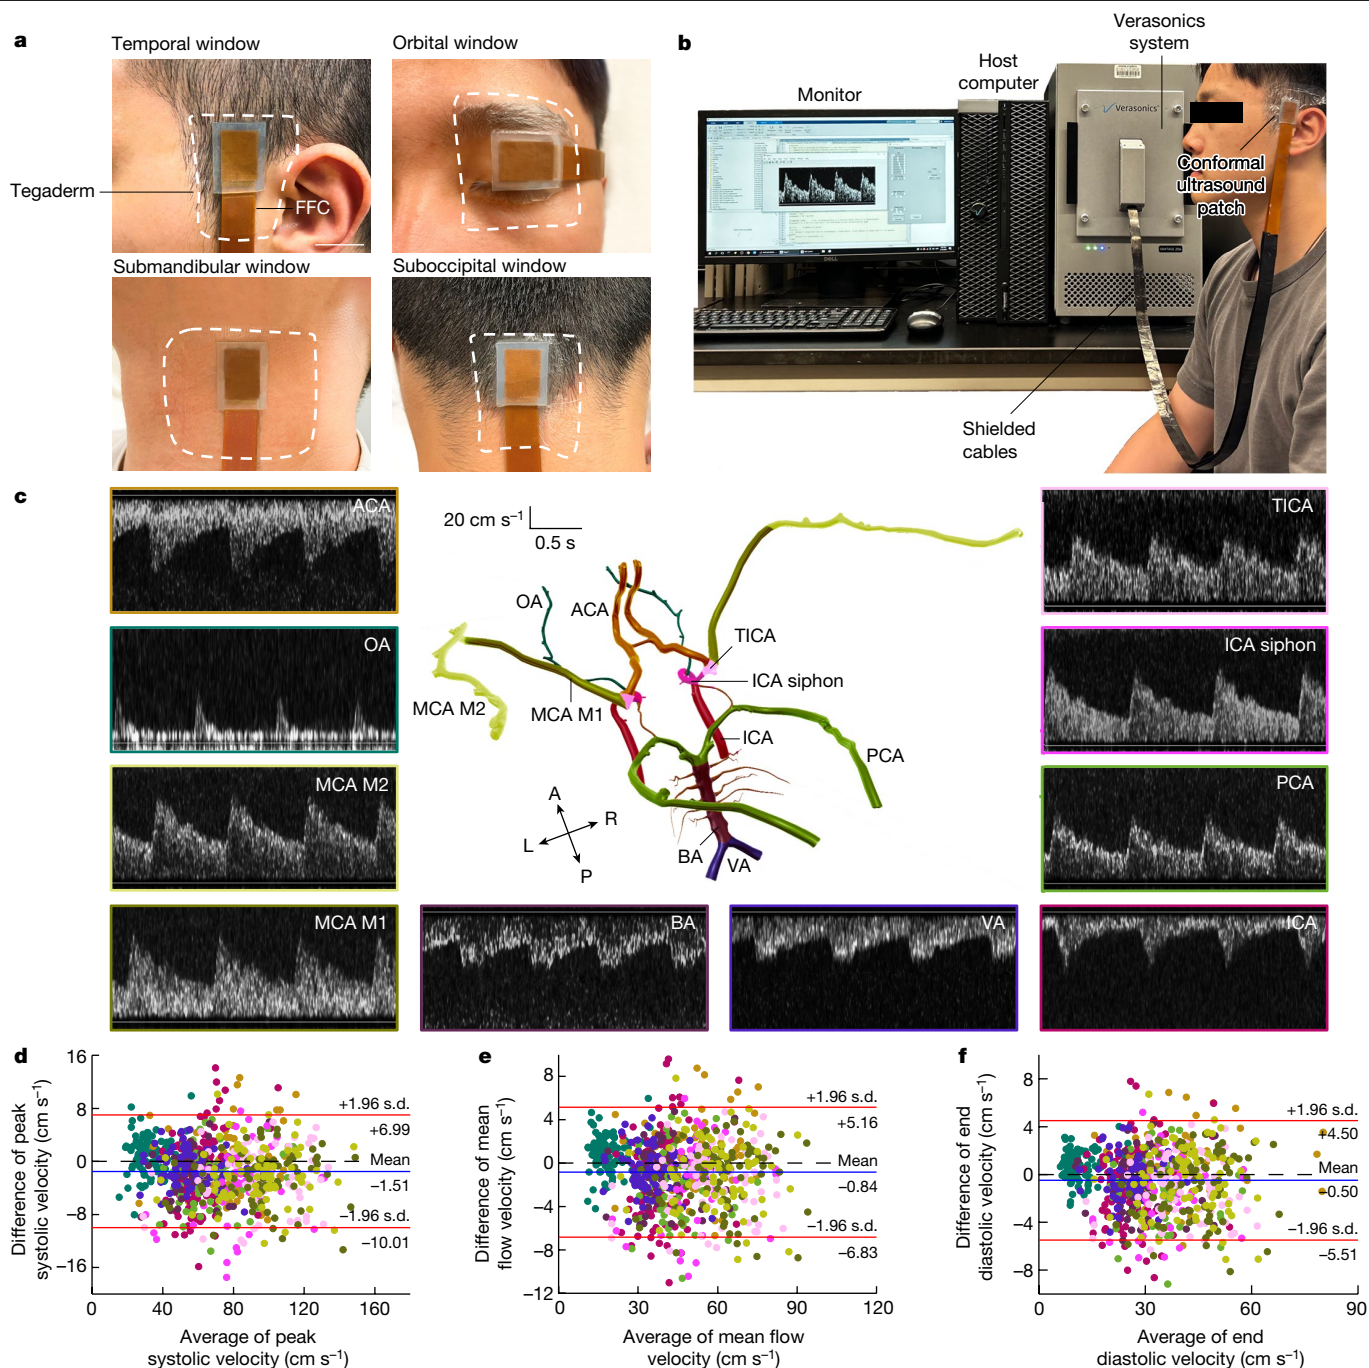 a
Temporal window
Orbital window
Tegaderm
FFC
Submandibular window
Suboccipital window
b
Verasonics
system
Host
computer
Monitor
Verasonics
DELL
Conformal
ultrasound
patch
Shielded
cables
c
ACA
20 cm s⁻¹
0.5 s
TICA
OA
OA
ACA
TICA
ICA siphon
ICA siphon
MCA M2
MCA M1
ICA
PCA
MCA M2
PCA
A
R
L
P
BA
VA
MCA M1
BA
VA
ICA
d
Difference of peak
systolic velocity (cm s⁻¹)
16
8
0
−8
−16
+1.96 s.d.
+6.99
Mean
−1.51
−1.96 s.d.
−10.01
0
40
80
120
160
Average of peak
systolic velocity (cm s⁻¹)
e
Difference of mean
flow velocity (cm s⁻¹)
8
4
0
−4
−8
−12
+1.96 s.d.
+5.16
Mean
−0.84
−1.96 s.d.
−6.83
0
30
60
90
120
Average of mean flow
velocity (cm s⁻¹)
f
Difference of end
diastolic velocity (cm s⁻¹)
8
4
0
−4
−8
+1.96 s.d.
+4.50
Mean
−0.50
−1.96 s.d.
−5.51
0
30
60
90
Average of end
diastolic velocity (cm s⁻¹)